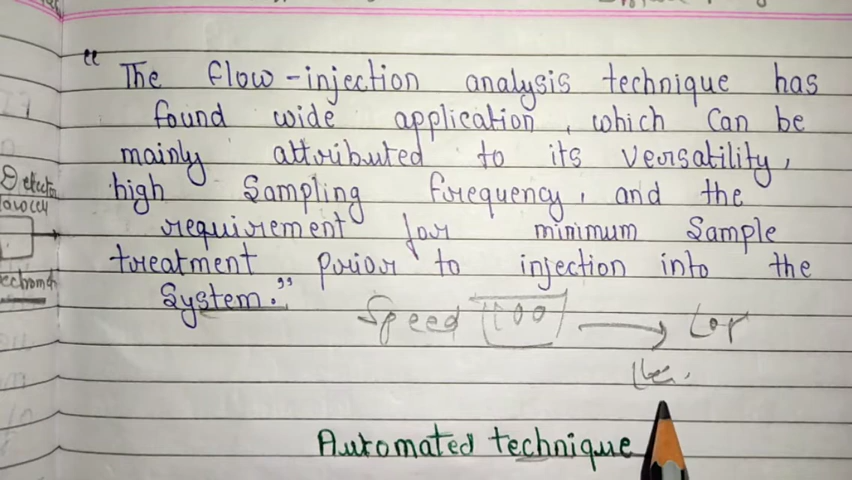 "The flow-injection analysis technique has
found wide application, which can be
mainly attributed to its versatility,
high sampling frequency, and the
requirement for minimum sample
treatment prior to injection into the
system."
Speed 100
Automated technique